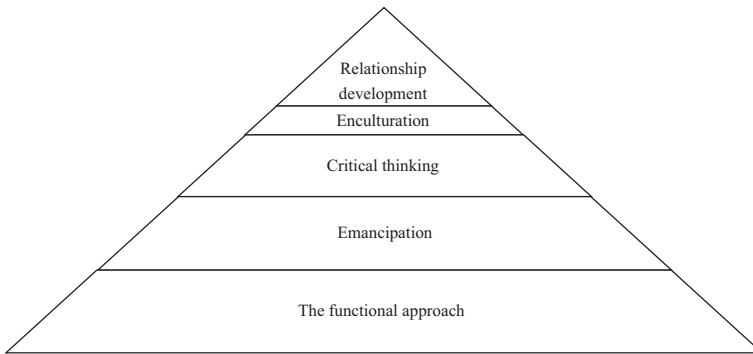 Relationship
development
Enculturation
Critical thinking
Emancipation
The functional approach